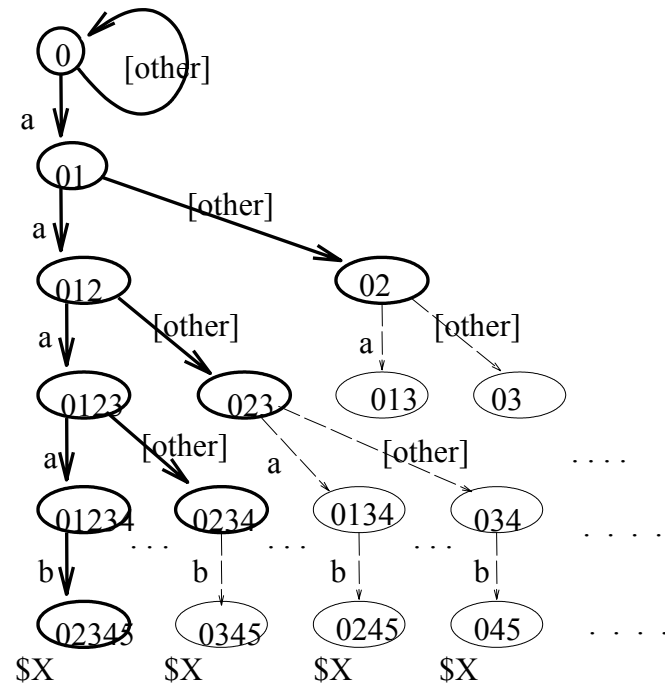 0
[other]
a
01
[other]
a
012
02
[other]
[other]
a
a
0123
023
013
03
[other]
[other]
a
a
. . . .
01234
0234
0134
034
. . .
. . .
. . .
. . . .
b
b
b
b
02345
0345
0245
045
. . . .
$X
$X
$X
$X